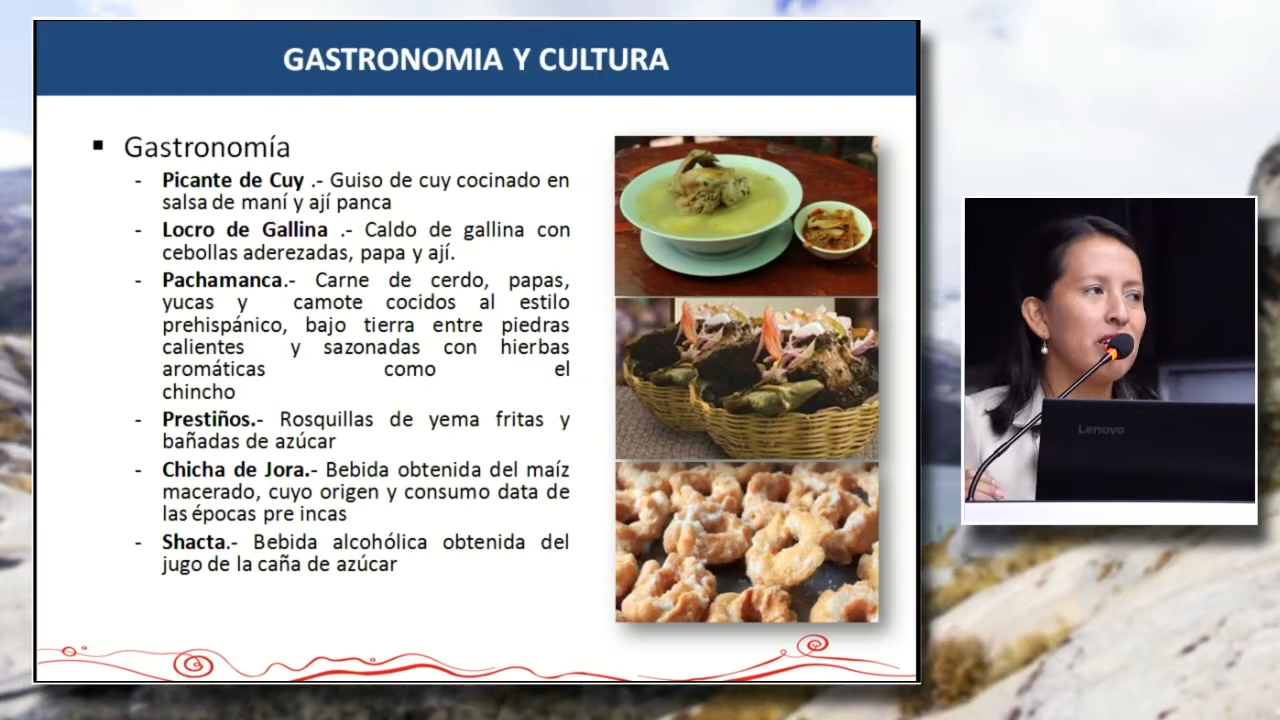 GASTRONOMIA Y CULTURA
▪ Gastronomía
- Picante de Cuy .- Guiso de cuy cocinado en
salsa de maní y ají panca
- Locro de Gallina .- Caldo de gallina con
cebollas aderezadas, papa y ají.
- Pachamanca.- Carne de cerdo, papas,
yucas y camote cocidos al estilo
prehispánico, bajo tierra entre piedras
calientes y sazonadas con hierbas
aromáticas como el
chincho
- Prestiños.- Rosquillas de yema fritas y
bañadas de azúcar
- Chicha de Jora.- Bebida obtenida del maíz
macerado, cuyo origen y consumo data de
las épocas pre incas
- Shacta.- Bebida alcohólica obtenida del
jugo de la caña de azúcar
Lenovo